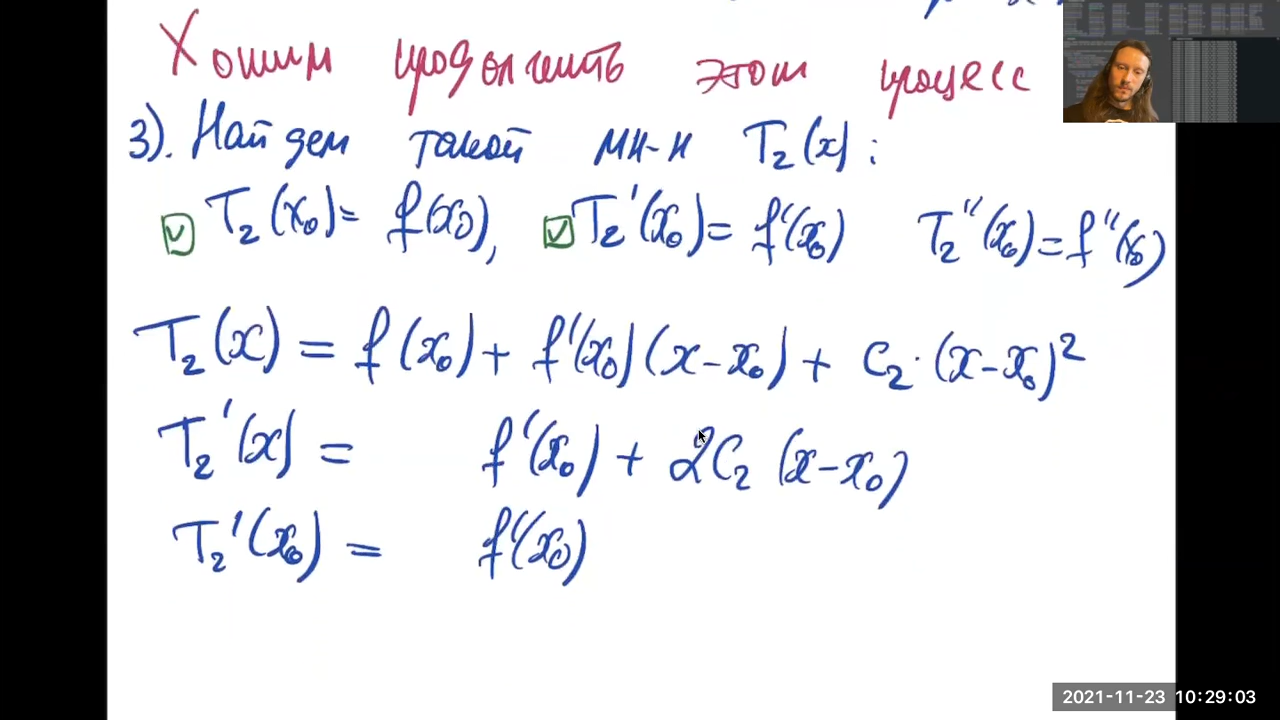 Хотим продолжить этот процесс
3). Найдем такой мн-н T₂(x):
T₂(x₀) = f(x₀), T₂'(x₀) = f'(x₀) T₂''(x₀) = f''(x₀)
T₂(x) = f(x₀) + f'(x₀)(x-x₀) + C₂·(x-x₀)²
T₂'(x) = f'(x₀) + 2C₂ (x-x₀)
T₂'(x₀) = f'(x₀)
2021-11-23 10:29:03